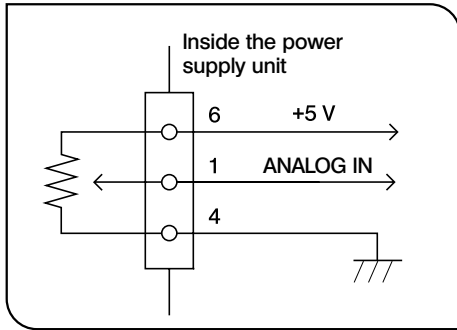 Inside the power
supply unit
6 +5 V
1 ANALOG IN
4